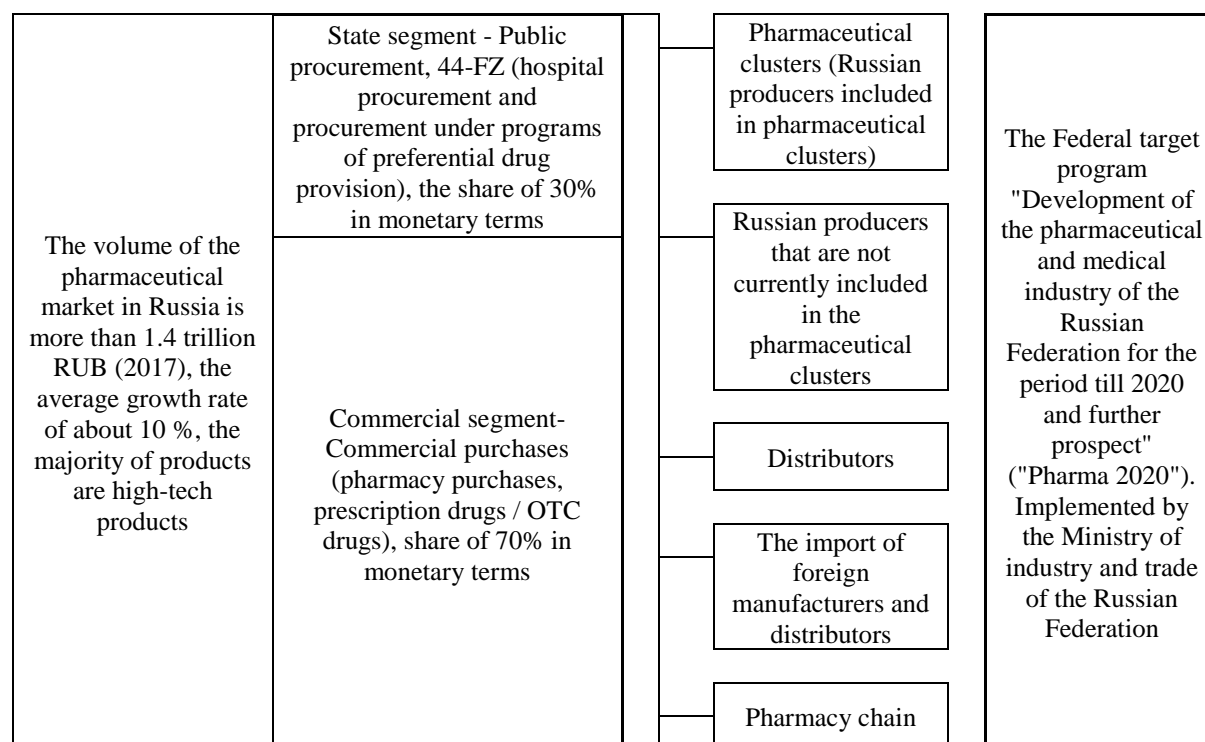 The volume of the
pharmaceutical
market in Russia is
more than 1.4 trillion
RUB (2017), the
average growth rate
of about 10 %, the
majority of products
are high-tech
products
State segment - Public
procurement, 44-FZ (hospital
procurement and
procurement under programs
of preferential drug
provision), the share of 30%
in monetary terms
Commercial segment-
Commercial purchases
(pharmacy purchases,
prescription drugs / OTC
drugs), share of 70% in
monetary terms
Pharmaceutical
clusters (Russian
producers included
in pharmaceutical
clusters)
Russian producers
that are not
currently included
in the
pharmaceutical
clusters
Distributors
The import of
foreign
manufacturers and
distributors
Pharmacy chain
The Federal target
program
"Development of
the pharmaceutical
and medical
industry of the
Russian
Federation for the
period till 2020
and further
prospect"
("Pharma 2020").
Implemented by
the Ministry of
industry and trade
of the Russian
Federation